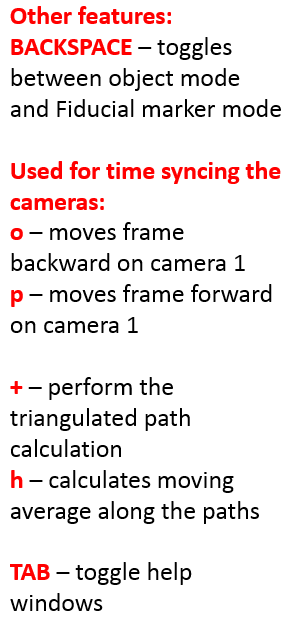 Other features:
BACKSPACE – toggles
between object mode
and Fiducial marker mode
Used for time syncing the
cameras:
o – moves frame
backward on camera 1
p – moves frame forward
on camera 1
+ – perform the
triangulated path
calculation
h – calculates moving
average along the paths
TAB – toggle help
windows